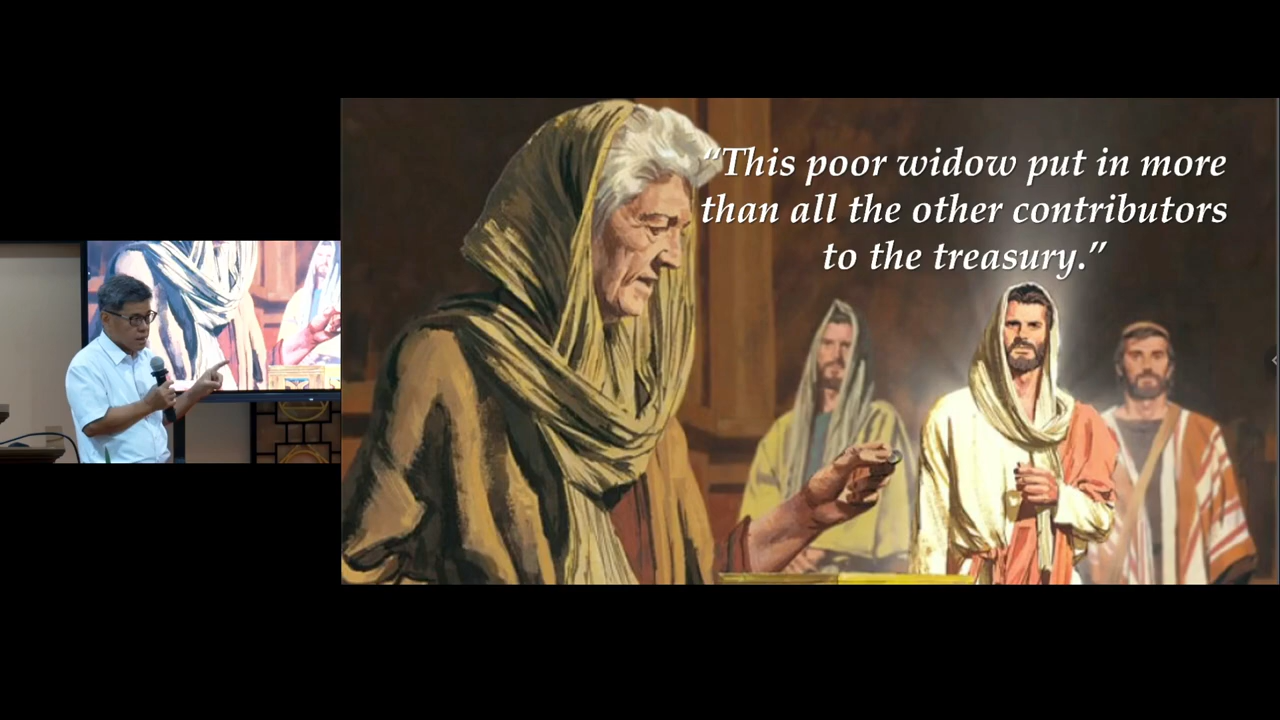 “This poor widow put in more
than all the other contributors
to the treasury.”